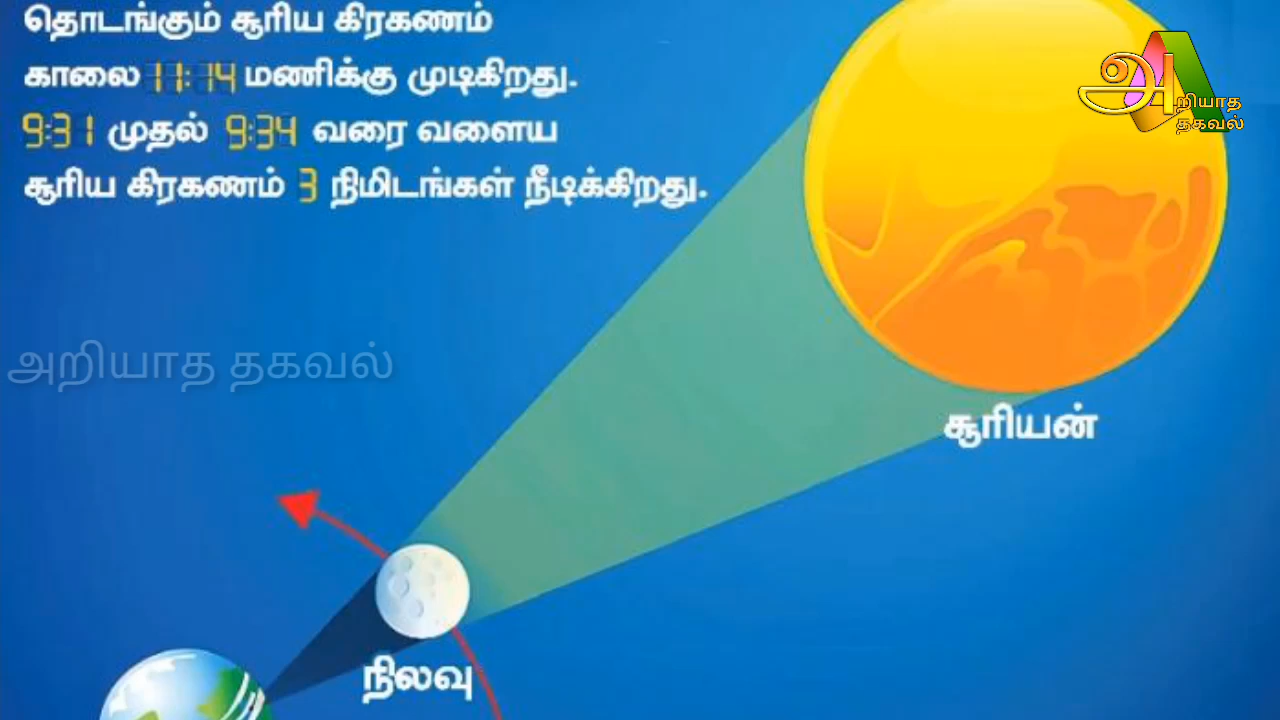 தொடங்கும் சூரிய கிரகணம்
காலை 11:14 மணிக்கு முடிகிறது.
9:31 முதல் 9:34 வரை வளைய
சூரிய கிரகணம் 3 நிமிடங்கள் நீடிக்கிறது.
அறியாத
தகவல்
அறியாத தகவல்
சூரியன்
நிலவு